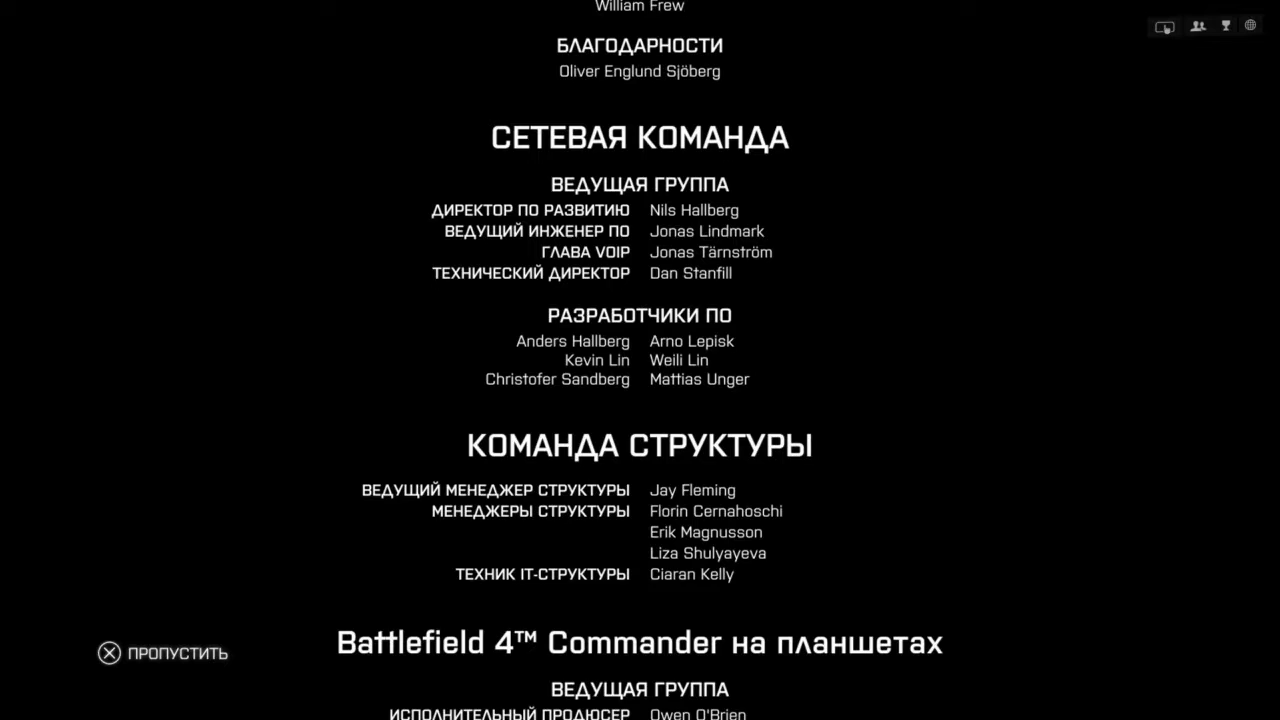 William Frew
БЛАГОДАРНОСТИ
Oliver Englund Sjöberg
СЕТЕВАЯ КОМАНДА
ВЕДУЩАЯ ГРУППА
ДИРЕКТОР ПО РАЗВИТИЮ Nils Hallberg
ВЕДУЩИЙ ИНЖЕНЕР ПО Jonas Lindmark
ГЛАВА VOIP Jonas Tärnström
ТЕХНИЧЕСКИЙ ДИРЕКТОР Dan Stanfill
РАЗРАБОТЧИКИ ПО
Anders Hallberg Arno Lepisk
Kevin Lin Weili Lin
Christofer Sandberg Mattias Unger
КОМАНДА СТРУКТУРЫ
ВЕДУЩИЙ МЕНЕДЖЕР СТРУКТУРЫ Jay Fleming
МЕНЕДЖЕРЫ СТРУКТУРЫ Florin Cernahoschi
Erik Magnusson
Liza Shulyayeva
ТЕХНИК IT-СТРУКТУРЫ Ciaran Kelly
Battlefield 4™ Commander на планшетах
ПРОПУСТИТЬ
ВЕДУЩАЯ ГРУППА
ИСПОЛНИТЕЛЬНЫЙ ПРОДЮСЕР Owen O'Brien